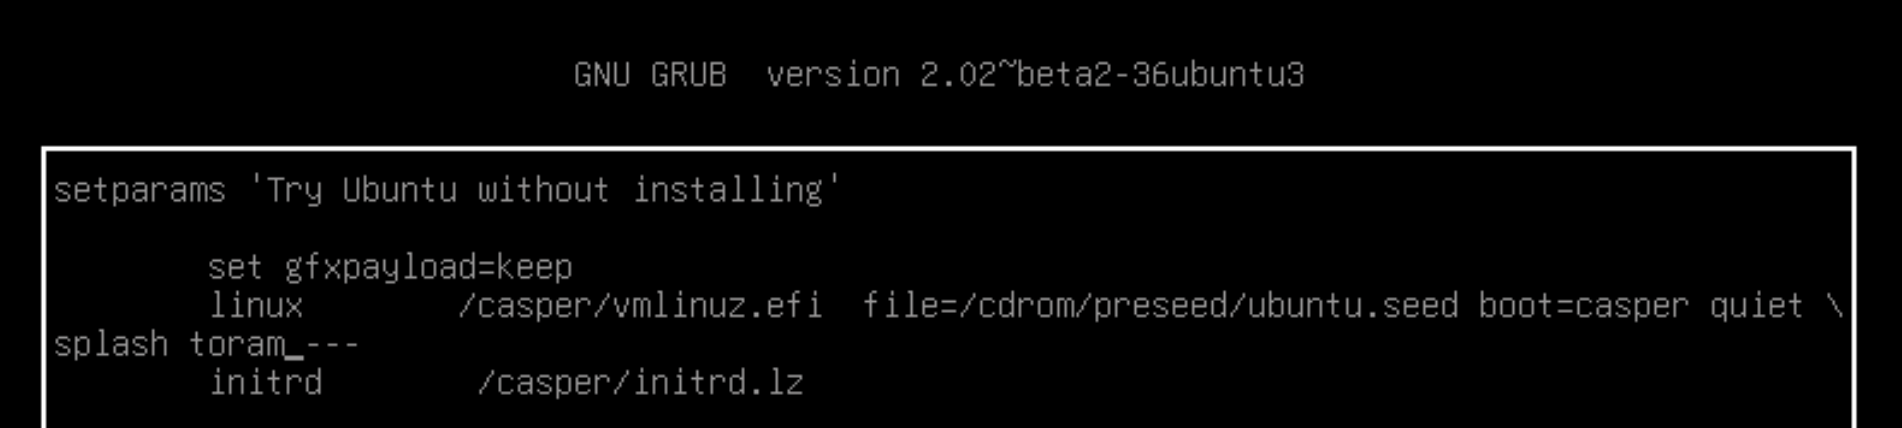 GNU GRUB  version 2.02~beta2-36ubuntu3
setparams 'Try Ubuntu without installing'
set gfxpayload=keep
linux        /casper/vmlinuz.efi  file=/cdrom/preseed/ubuntu.seed boot=casper quiet \
splash toram_---
initrd        /casper/initrd.lz